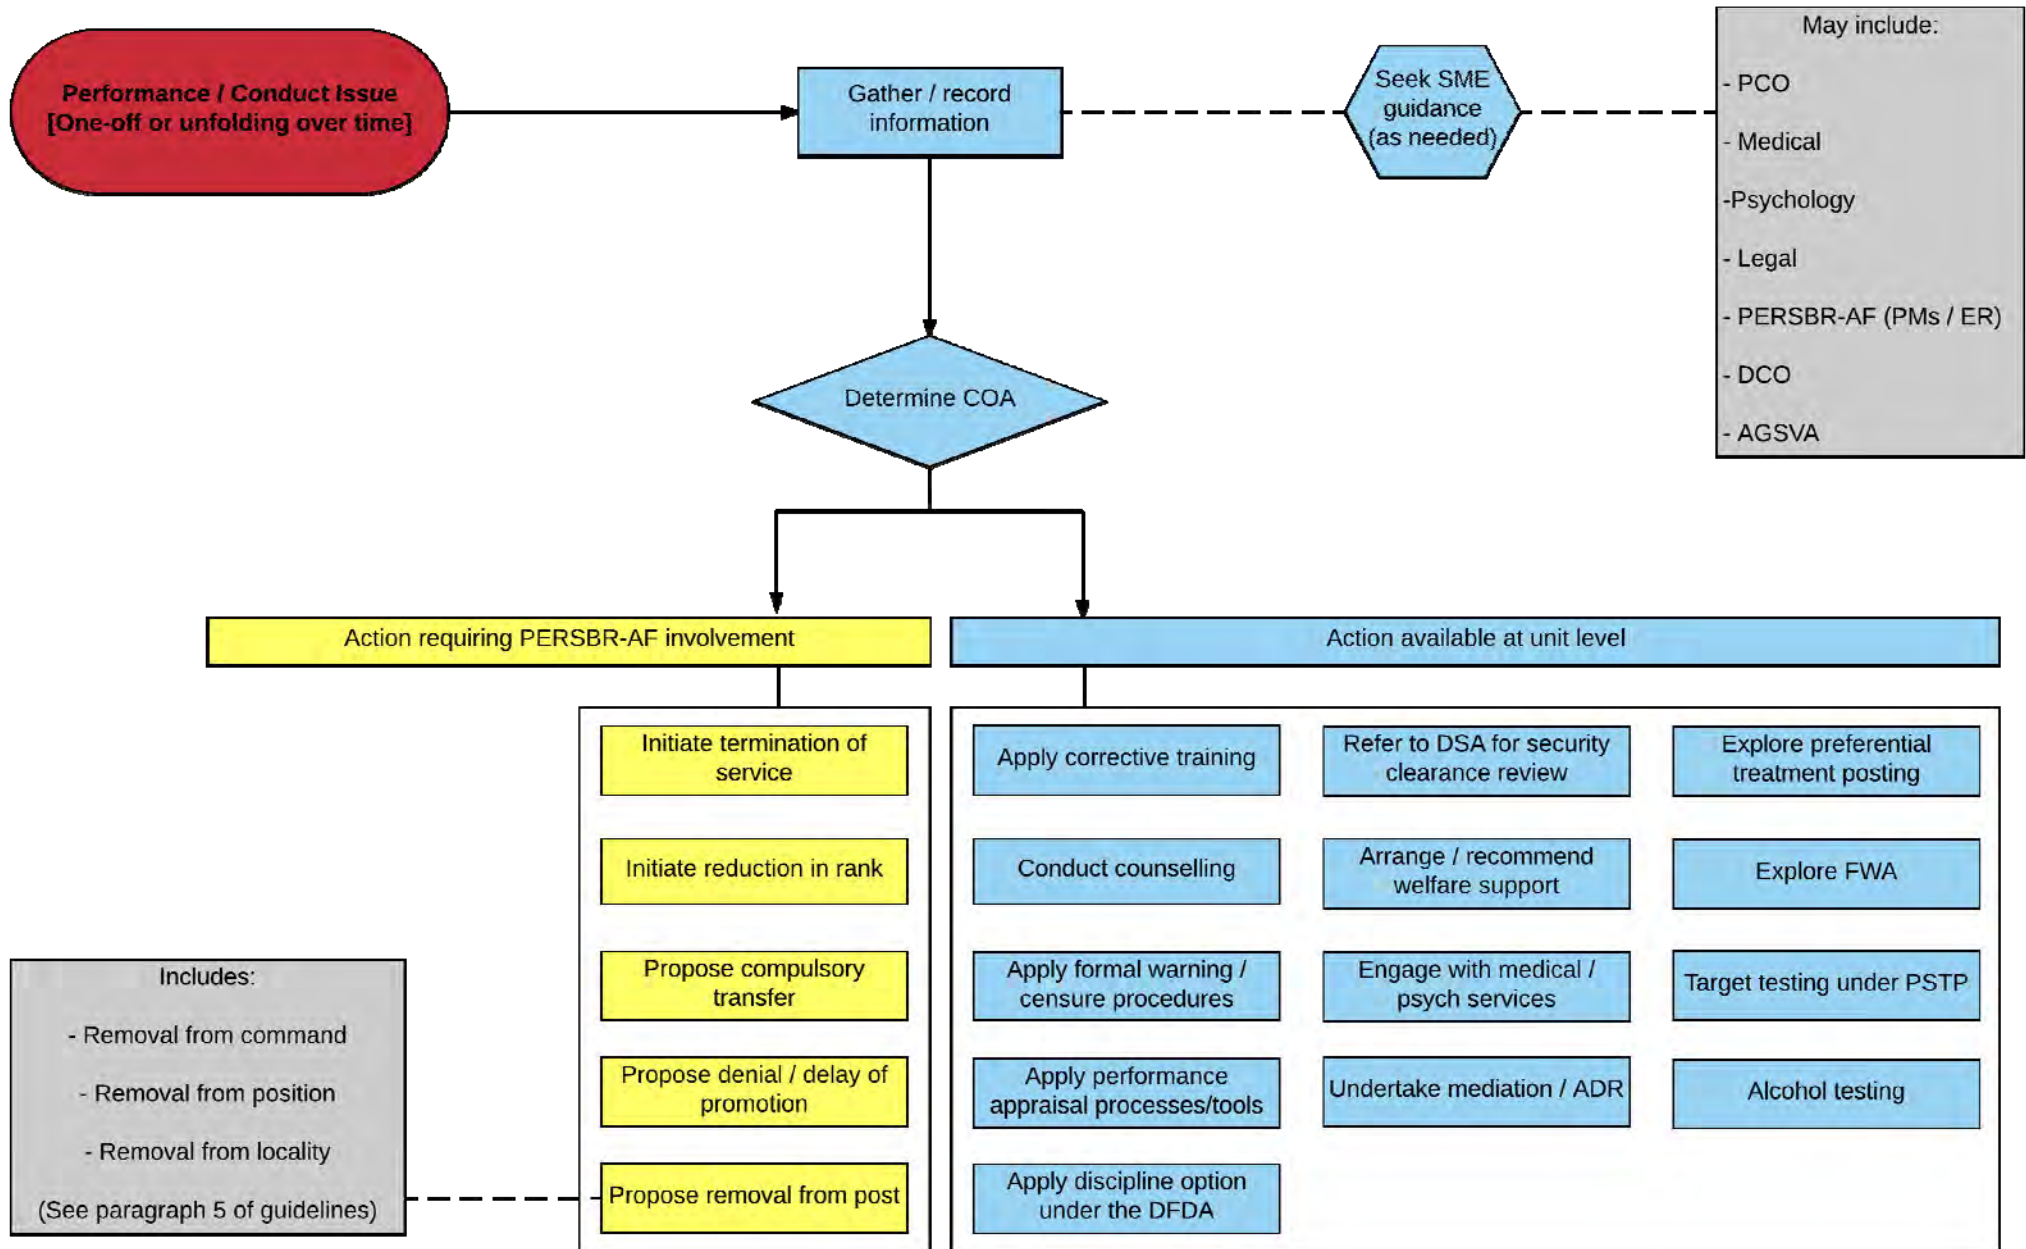 Performance / Conduct Issue
[One-off or unfolding over time]
Gather / record
information
Seek SME
guidance
(as needed)
May include:
- PCO
- Medical
-Psychology
- Legal
- PERSBR-AF (PMs / ER)
- DCO
- AGSVA
Determine COA
Action requiring PERSBR-AF involvement
Action available at unit level
Initiate termination of
service
Initiate reduction in rank
Propose compulsory
transfer
Propose denial / delay of
promotion
Propose removal from post
Includes:
- Removal from command
- Removal from position
- Removal from locality
(See paragraph 5 of guidelines)
Apply corrective training
Conduct counselling
Apply formal warning /
censure procedures
Apply performance
appraisal processes/tools
Apply discipline option
under the DFDA
Refer to DSA for security
clearance review
Arrange / recommend
welfare support
Engage with medical /
psych services
Undertake mediation / ADR
Explore preferential
treatment posting
Explore FWA
Target testing under PSTP
Alcohol testing